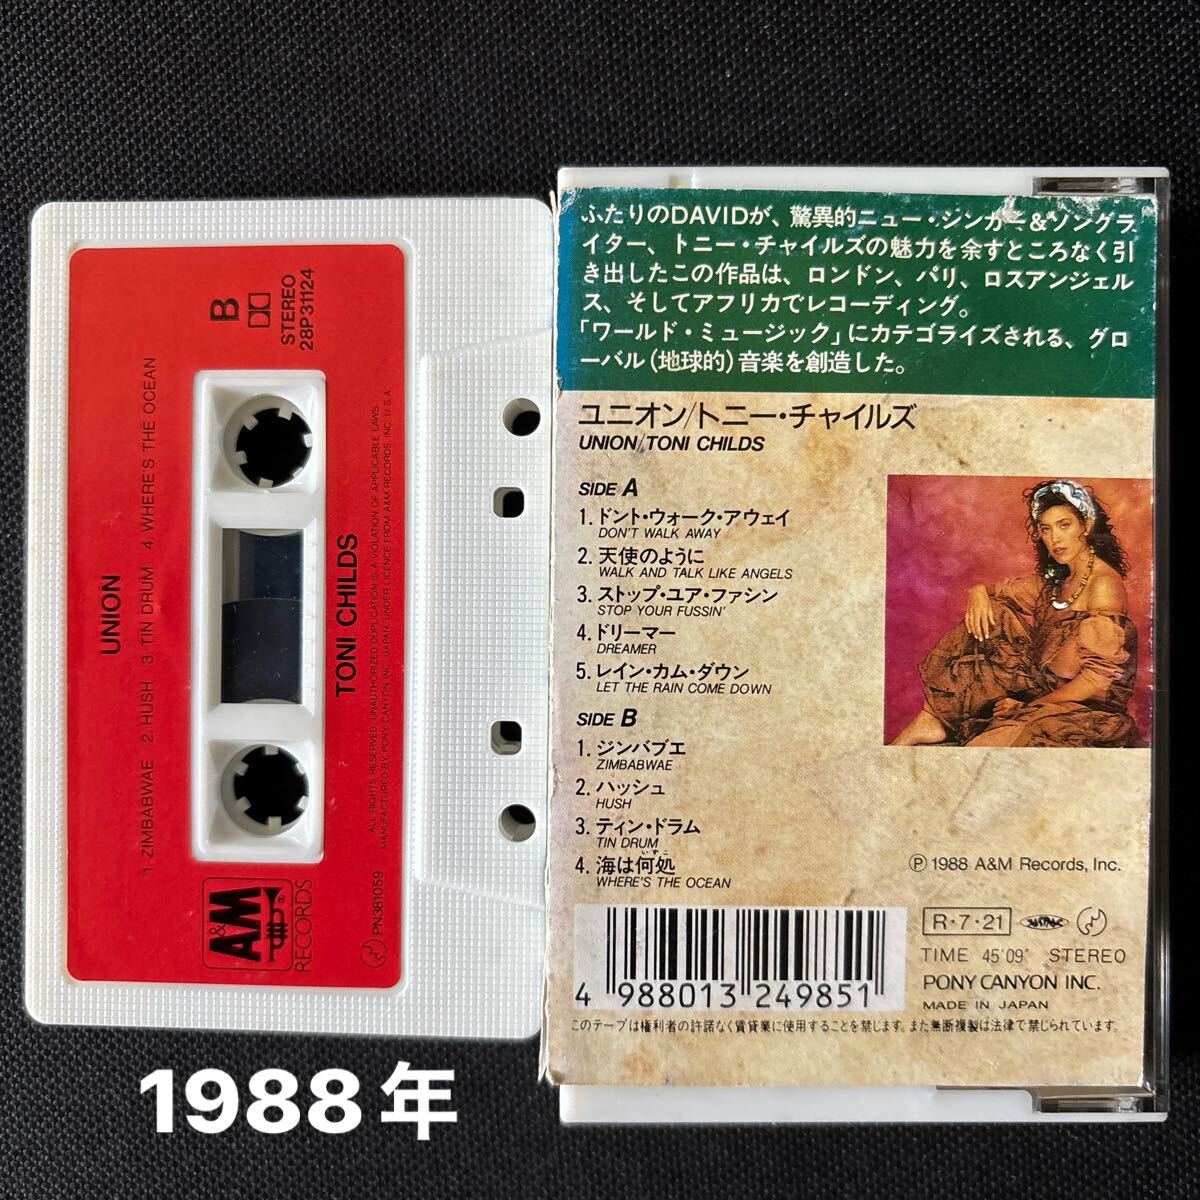 B
STEREO
28P31124
UNION
1. ZIMBABWAE 2. HUSH 3. TIN DRUM 4. WHERE'S THE OCEAN
TONI CHILDS
ALL RIGHTS RESERVED. UNAUTHORIZED DUPLICATION IS A VIOLATION OF APPLICABLE LAWS.
MANUFACTURED BY PONY CANYON INC. JAPAN. UNDER LICENCE FROM A&M RECORDS, INC. U.S.A
A&M
RECORDS
PN381059
ふたりのDAVIDが、驚異的ニュー・シンガー&ソングラ
イター、トニー・チャイルズの魅力を余すところなく引
き出したこの作品は、ロンドン、パリ、ロスアンジェル
ス、そしてアフリカでレコーディング。
「ワールド・ミュージック」にカテゴライズされる、グロ
ーバル(地球的)音楽を創造した。
ユニオン/トニー・チャイルズ
UNION/TONI CHILDS
SIDE A
1. ドント・ウォーク・アウェイ
DON'T WALK AWAY
2. 天使のように
WALK AND TALK LIKE ANGELS
3. ストップ・ユア・ファシン
STOP YOUR FUSSIN'
4. ドリーマー
DREAMER
5. レイン・カム・ダウン
LET THE RAIN COME DOWN
SIDE B
1. ジンバブエ
ZIMBABWAE
2. ハッシュ
HUSH
3. ティン・ドラム
TIN DRUM
いずこ
4. 海は何処
WHERE'S THE OCEAN
Ⓟ 1988 A&M Records, Inc.
R・7・21
TIME 45'09" STEREO
PONY CANYON INC.
MADE IN JAPAN
4 988013 249851
このテープは権利者の許諾なく賃貸業に使用することを禁じます。また無断複製は法律で禁じられています。
1988年